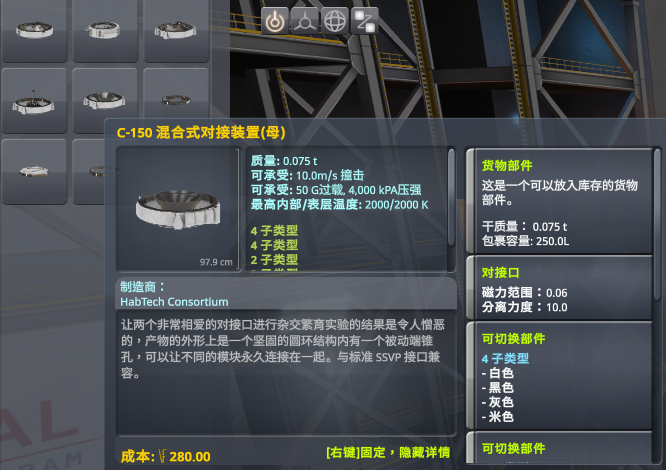 C-150 混合式对接装置(母)
质量: 0.075 t
可承受: 10.0m/s 撞击
可承受: 50 G过载, 4,000 kPA压强
最高内部/表层温度: 2000/2000 K
4 子类型
4 子类型
2 子类型
97.9 cm
制造商：
HabTech Consortium
让两个非常相爱的对接口进行杂交繁育实验的结果是令人憎恶
的，产物的外形上是一个坚固的圆环结构内有一个被动端锥
孔，可以让不同的模块永久连接在一起。与标准 SSVP 接口兼
容。
成本: 280.00
[右键]固定，隐藏详情
货物部件
这是一个可以放入库存的货物
部件。
干质量： 0.075 t
包裹容量: 250.0L
对接口
磁力范围：0.06
分离力度：10.0
可切换部件
4 子类型
- 白色
- 黑色
- 灰色
- 米色
可切换部件
AL
RAM